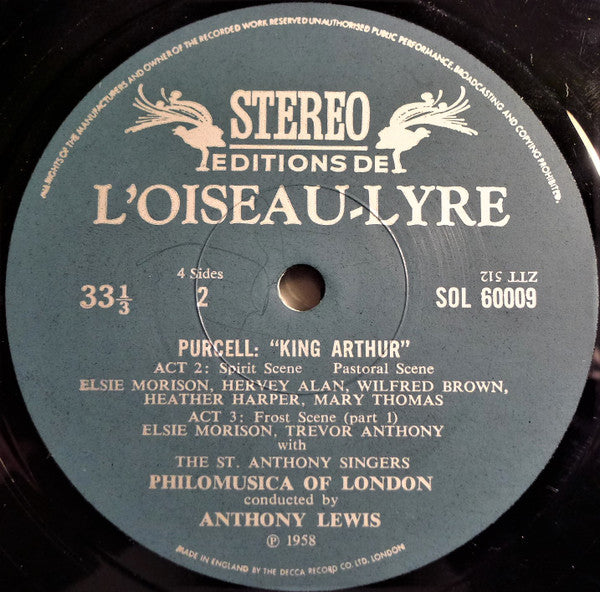 ALL RIGHTS OF THE MANUFACTURERS AND OWNER OF THE RECORDED WORK RESERVED UNAUTHORISED PUBLIC PERFORMANCE, BROADCASTING AND COPYING PROHIBITED.
STEREO
EDITIONS DE
L'OISEAU-LYRE
33 1/3
4 Sides
2
ZTT 512
SOL 60009
PURCELL: "KING ARTHUR"
ACT 2: Spirit Scene Pastoral Scene
ELSIE MORISON, HERVEY ALAN, WILFRED BROWN,
HEATHER HARPER, MARY THOMAS
ACT 3: Frost Scene (part 1)
ELSIE MORISON, TREVOR ANTHONY
with
THE ST. ANTHONY SINGERS
PHILOMUSICA OF LONDON
conducted by
ANTHONY LEWIS
Ⓟ 1958
MADE IN ENGLAND BY THE DECCA RECORD CO. LTD. LONDON